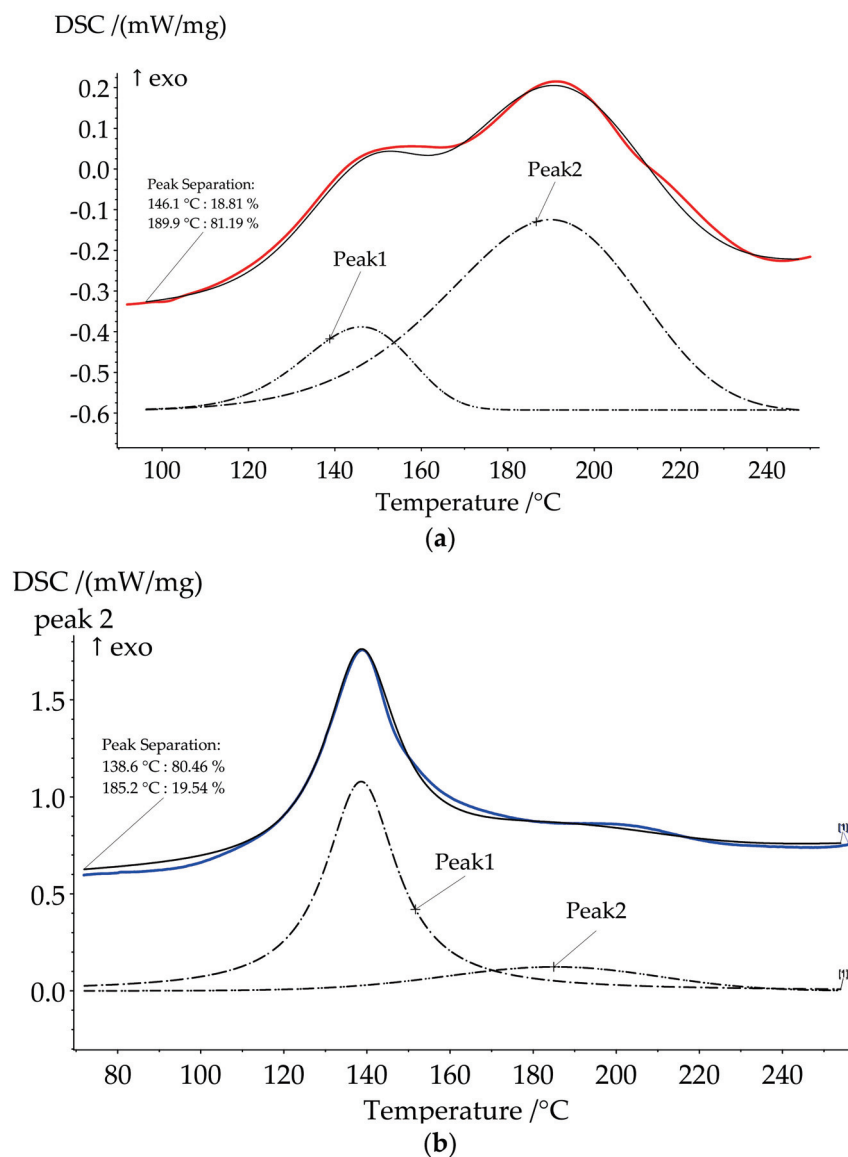 DSC /(mW/mg)
↑ exo
0.2
0.1
0.0
-0.1
-0.2
-0.3
-0.4
-0.5
-0.6
Peak Separation:
146.1 °C : 18.81 %
189.9 °C : 81.19 %
Peak1
Peak2
100 120 140 160 180 200 220 240
Temperature /°C
(a)
DSC /(mW/mg)
peak 2
↑ exo
1.5
1.0
0.5
0.0
Peak Separation:
138.6 °C : 80.46 %
185.2 °C : 19.54 %
Peak1
Peak2
[1]
[1]
80 100 120 140 160 180 200 220 240
Temperature /°C
(b)